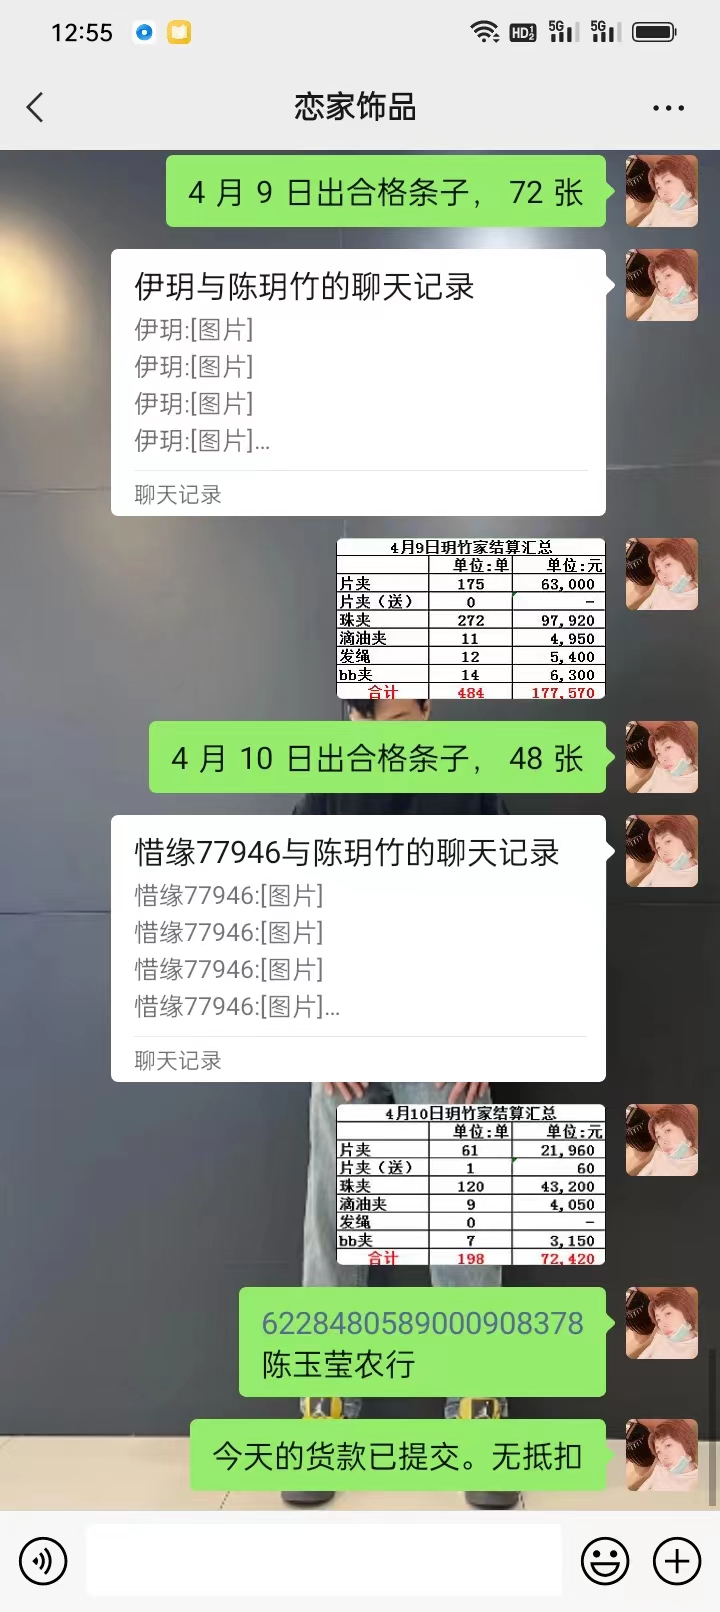 12:55
HD 5G 5G
恋家饰品
4 月 9 日出合格条子， 72 张
伊玥与陈玥竹的聊天记录
伊玥:[图片]
伊玥:[图片]
伊玥:[图片]
伊玥:[图片]...
聊天记录
4月9日玥竹家结算汇总
单位:单 单位:元
片夹 175 63,000
片夹（送） 0 –
珠夹 272 97,920
滴油夹 11 4,950
发绳 12 5,400
bb夹 14 6,300
合计 484 177,570
4 月 10 日出合格条子， 48 张
惜缘77946与陈玥竹的聊天记录
惜缘77946:[图片]
惜缘77946:[图片]
惜缘77946:[图片]
惜缘77946:[图片]...
聊天记录
4月10日玥竹家结算汇总
单位:单 单位:元
片夹 61 21,960
片夹（送） 1 60
珠夹 120 43,200
滴油夹 9 4,050
发绳 0 –
bb夹 7 3,150
合计 198 72,420
6228480589000908378
陈玉莹农行
今天的货款已提交。无抵扣